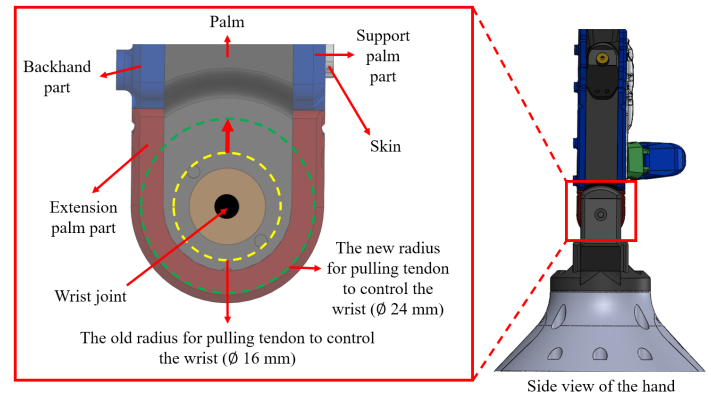 Palm
Support
palm
part
Backhand
part
Skin
Extension
palm part
The new radius
for pulling tendon
to control the
wrist (Ø 24 mm)
Wrist joint
The old radius for pulling tendon to control
the wrist (Ø 16 mm)
Side view of the hand